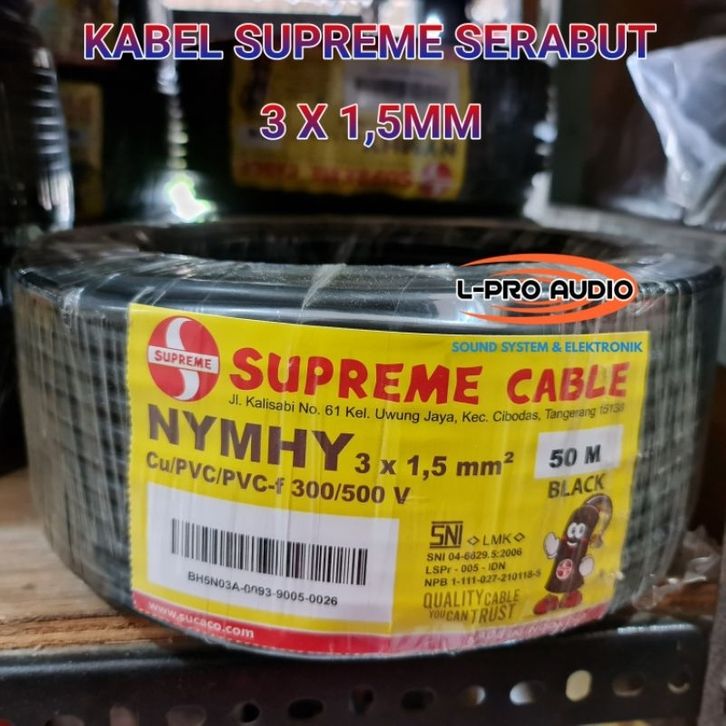 KABEL SUPREME SERABUT
3 X 1,5MM
L-PRO AUDIO
SOUND SYSTEM & ELEKTRONIK
SUPREME
SUPREME CABLE
Jl. Kalisabi No. 61 Kel. Uwung Jaya, Kec. Cibodas, Tangerang 15138
NYMHY 3 x 1,5 mm² 50 M
Cu/PVC/PVC-f 300/500 V BLACK
SNI LMK
SNI 04-6629.5:2006
LSPr - 005 - IDN
NPB 1-111-027-210118-5
BH5N03A-0093-9005-0026
QUALITY CABLE
YOU CAN TRUST
www.sucaco.com